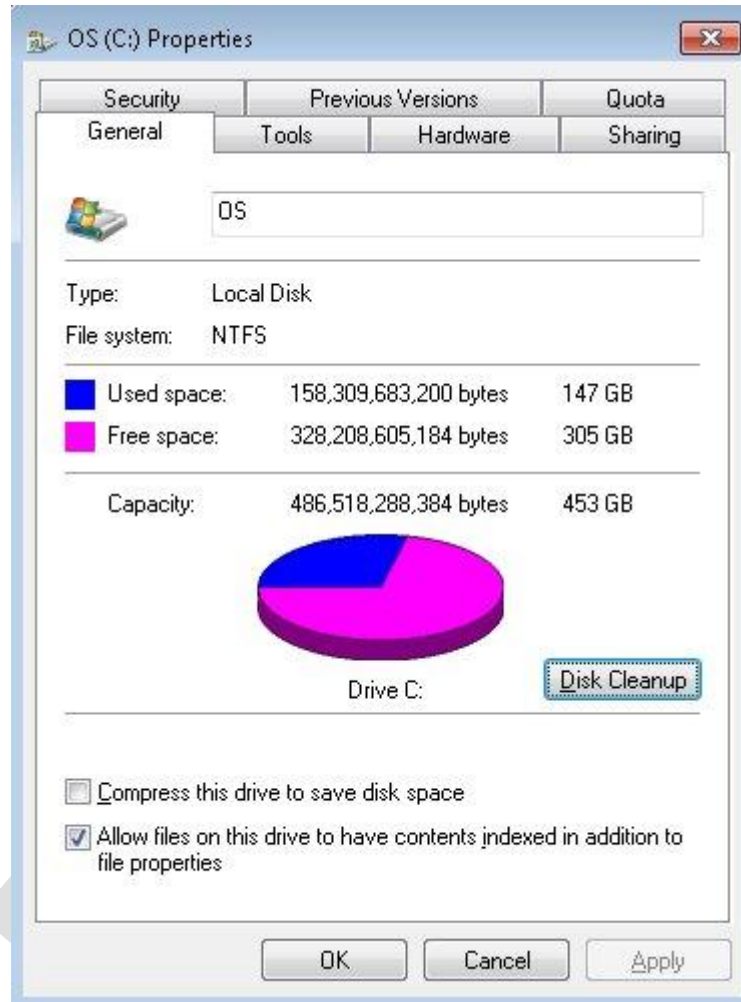 OS (C:) Properties
Security Previous Versions Quota
General Tools Hardware Sharing
OS
Type: Local Disk
File system: NTFS
Used space: 158,309,683,200 bytes 147 GB
Free space: 328,208,605,184 bytes 305 GB
Capacity: 486,518,288,384 bytes 453 GB
Drive C:
Disk Cleanup
Compress this drive to save disk space
Allow files on this drive to have contents indexed in addition to
file properties
OK Cancel Apply